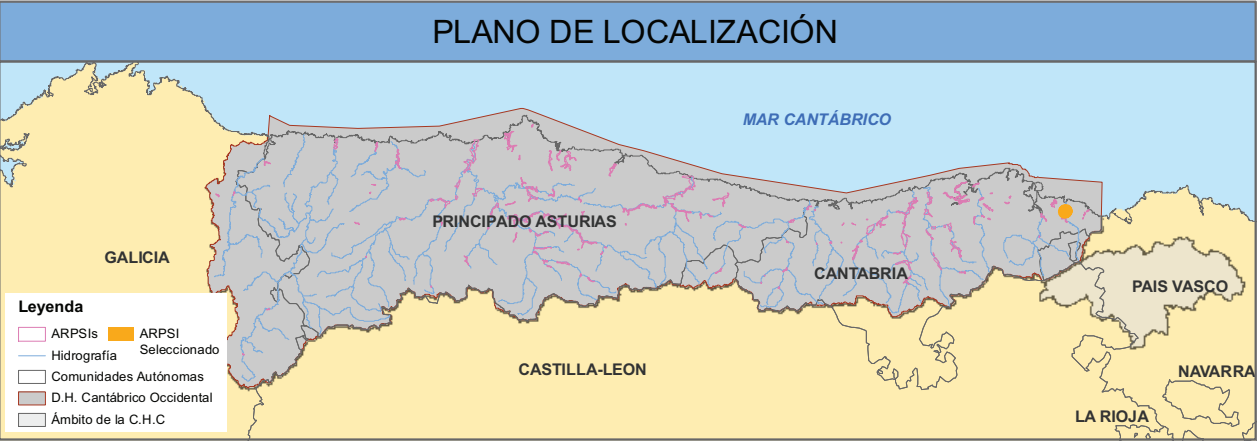 PLANO DE LOCALIZACIÓN
MAR CANTÁBRICO
PRINCIPADO ASTURIAS
GALICIA
CANTABRIA
PAIS VASCO
CASTILLA-LEON
NAVARRA
LA RIOJA
Leyenda
ARPSIs
ARPSI
Seleccionado
Hidrografía
Comunidades Autónomas
D.H. Cantábrico Occidental
Ámbito de la C.H.C